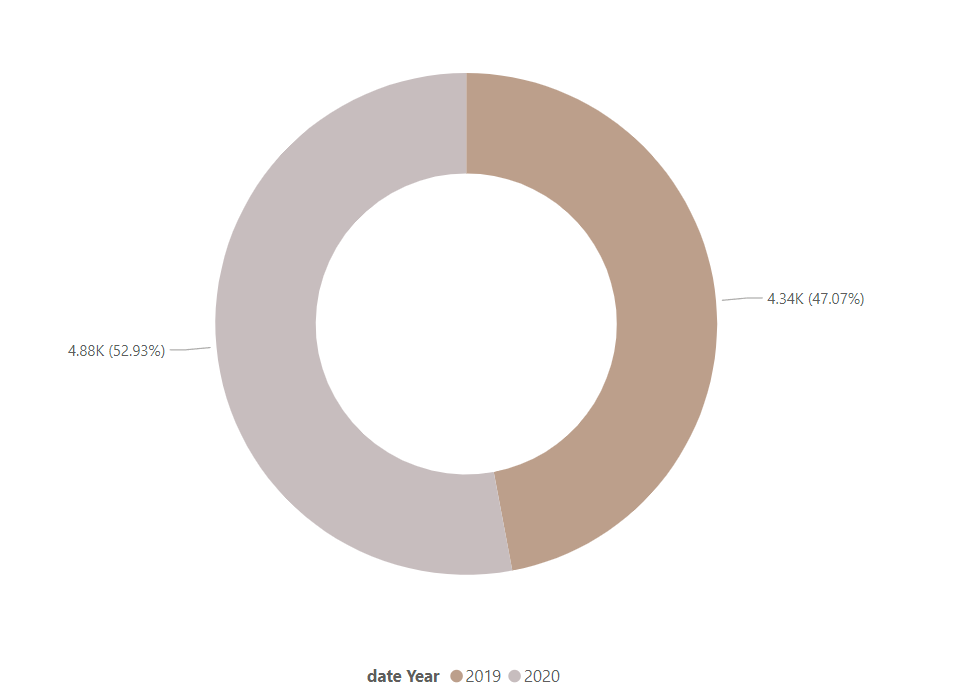 4.34K (47.07%)
4.88K (52.93%)
date Year 2019 2020